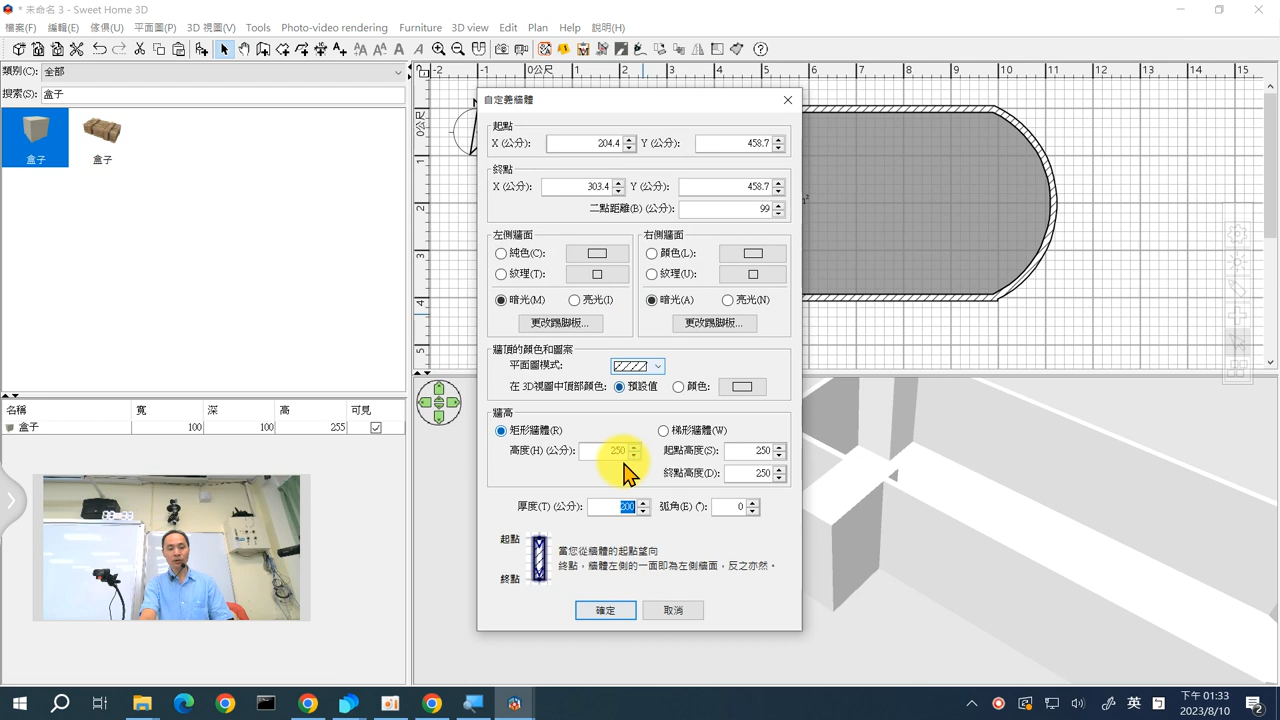 * 未命名 3 - Sweet Home 3D
檔案(F) 編輯(E) 傢俱(U) 平面圖(P) 3D 視圖(V) Tools Photo-video rendering Furniture 3D view Edit Plan Help 說明(H)
類別(C): 全部
搜索(S): 盒子
盒子 盒子
-2 -1 0公尺 1 2 3 4 5 6 7 8 9 10 11 12 13 14 15
0公尺
1
2
3
4
5
自定義牆體
起點
X (公分): 204.4 Y (公分): 458.7
終點
X (公分): 303.4 Y (公分): 458.7
二點距離(B) (公分): 99
左側牆面 右側牆面
純色(C): 顏色(L):
紋理(T): 紋理(U):
暗光(M) 亮光(I) 暗光(A) 亮光(N)
更改踢腳板... 更改踢腳板...
牆頂的顏色和圖案
平面圖模式:
在 3D視圖中頂部顏色: 預設值 顏色:
牆高
矩形牆體(R) 梯形牆體(W)
高度(H) (公分): 250 起點高度(S): 250
終點高度(D): 250
厚度(T) (公分): 200 弧角(E) (°): 0
起點
終點
當您從牆體的起點望向
終點，牆體左側的一面即為左側牆面，反之亦然。
確定 取消
名稱 寬 深 高 可見
盒子 100 100 255
英
下午 01:33
2023/8/10
2